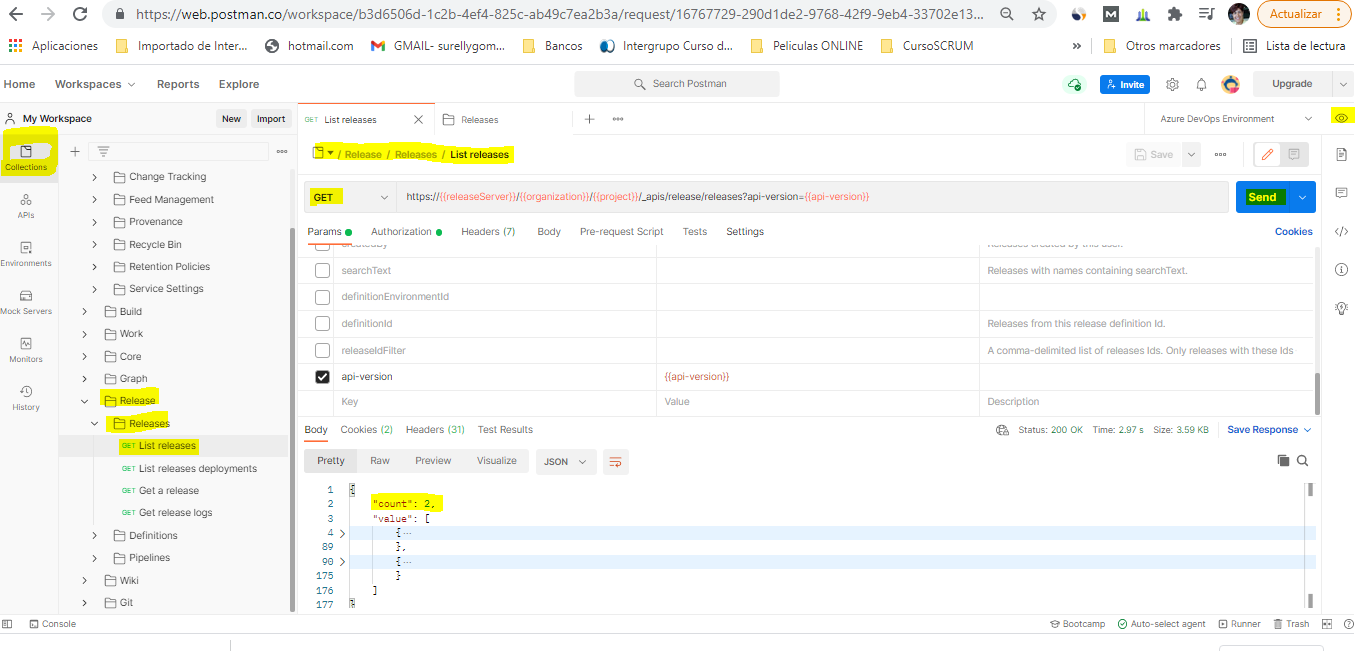 https://web.postman.co/workspace/b3d6506d-1c2b-4ef4-825c-ab49c7ea2b3a/request/16767729-290d1de2-9768-42f9-9eb4-33702e13...
Actualizar
Aplicaciones
Importado de Inter...
hotmail.com
GMAIL- surellygom...
Bancos
Intergrupo Curso d...
Peliculas ONLINE
CursoSCRUM
»
Otros marcadores
Lista de lectura
Home
Workspaces
Reports
Explore
Search Postman
Invite
Upgrade
My Workspace
New
Import
GET List releases
Releases
Azure DevOps Environment
Collections
APIs
Environments
Mock Servers
Monitors
History
Change Tracking
Feed Management
Provenance
Recycle Bin
Retention Policies
Service Settings
Build
Work
Core
Graph
Release
Releases
GET List releases
GET List releases deployments
GET Get a release
GET Get release logs
Definitions
Pipelines
Wiki
Git
/ Release / Releases / List releases
Save
GET
https://{{releaseServer}}/{{organization}}/{{project}}/_apis/release/releases?api-version={{api-version}}
Send
Params
Authorization
Headers (7)
Body
Pre-request Script
Tests
Settings
Cookies
createdBy
Releases created by this user.
searchText
Releases with names containing searchText.
definitionEnvironmentId
definitionId
Releases from this release definition Id.
releaseIdFilter
A comma-delimited list of releases Ids. Only releases with these Ids
api-version
{{api-version}}
Key
Value
Description
Body
Cookies (2)
Headers (31)
Test Results
Status: 200 OK
Time: 2.97 s
Size: 3.59 KB
Save Response
Pretty
Raw
Preview
Visualize
JSON
1 {
2 "count": 2,
3 "value": [
4 {...
89 },
90 {...
175 }
176 ]
177 }
Console
Bootcamp
Auto-select agent
Runner
Trash